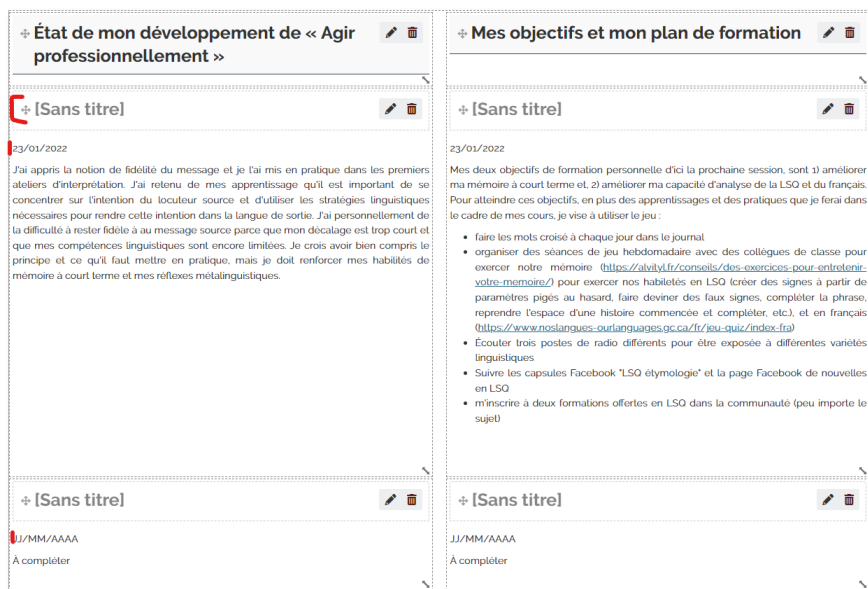 État de mon développement de « Agir
professionnellement »
[Sans titre]
23/01/2022
J'ai appris la notion de fidélité du message et je l'ai mis en pratique dans les premiers
ateliers d'interprétation. J'ai retenu de mes apprentissage qu'il est important de se
concentrer sur l'intention du locuteur source et d'utiliser les stratégies linguistiques
nécessaires pour rendre cette intention dans la langue de sortie. J'ai personnellement de
la difficulté à rester fidèle à au message source parce que mon décalage est trop court et
que mes compétences linguistiques sont encore limitées. Je crois avoir bien compris le
principe et ce qu'il faut mettre en pratique, mais je doit renforcer mes habilités de
mémoire à court terme et mes réflexes métalinguistiques.
[Sans titre]
JJ/MM/AAAA
À compléter
Mes objectifs et mon plan de formation
[Sans titre]
23/01/2022
Mes deux objectifs de formation personnelle d'ici la prochaine session, sont 1) améliorer
ma mémoire à court terme et, 2) améliorer ma capacité d'analyse de la LSQ et du français.
Pour atteindre ces objectifs, en plus des apprentissages et des pratiques que je ferai dans
le cadre de mes cours, je vise à utiliser le jeu :
• faire les mots croisé à chaque jour dans le journal
• organiser des séances de jeu hebdomadaire avec des collègues de classe pour
exercer notre mémoire (https://alvityl.fr/conseils/des-exercices-pour-entretenir-
votre-memoire/) pour exercer nos habiletés en LSQ (créer des signes à partir de
paramètres pigés au hasard, faire deviner des faux signes, compléter la phrase,
reprendre l'espace d'une histoire commencée et compléter, etc.), et en français
(https://www.noslangues-ourlanguages.gc.ca/fr/jeu-quiz/index-fra)
• Écouter trois postes de radio différents pour être exposée à différentes variétés
linguistiques
• Suivre les capsules Facebook "LSQ étymologie" et la page Facebook de nouvelles
en LSQ
• m'inscrire à deux formations offertes en LSQ dans la communauté (peu importe le
sujet)
[Sans titre]
JJ/MM/AAAA
À compléter